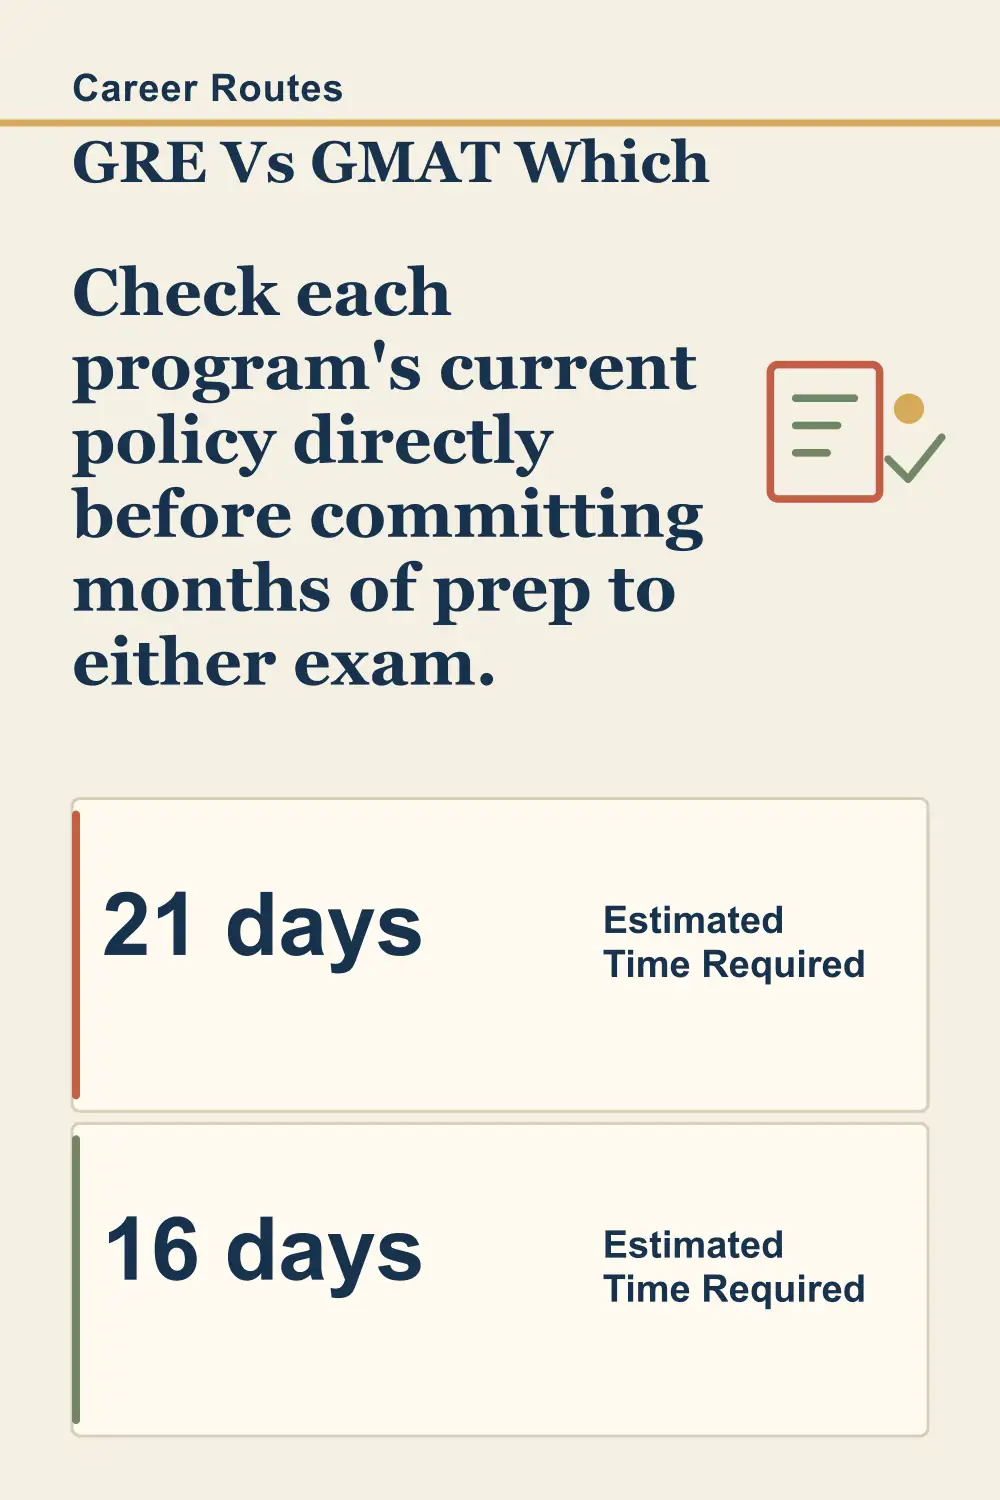 Career Routes
GRE Vs GMAT Which
Check each
program's current
policy directly
before committing
months of prep to
either exam.
21 days
Estimated
Time Required
16 days
Estimated
Time Required